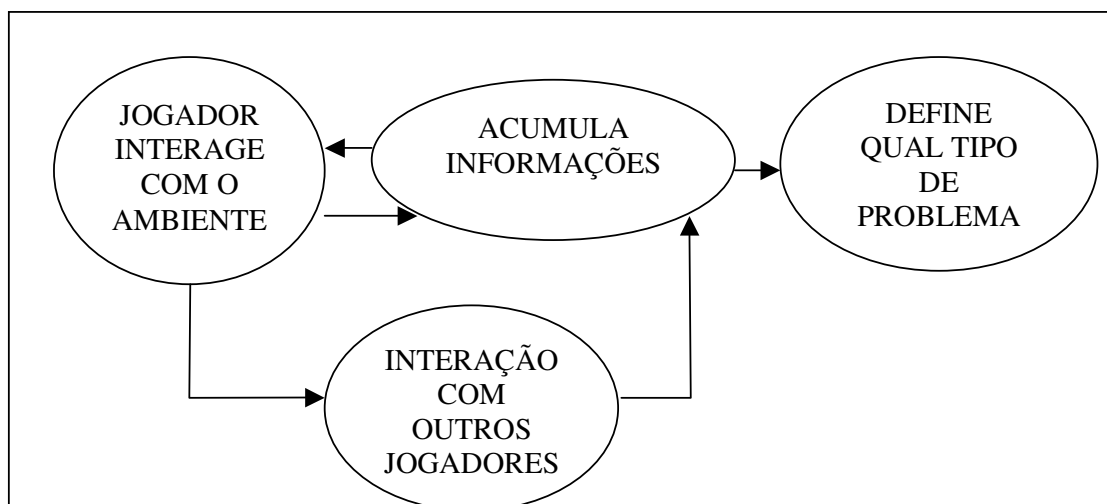 JOGADOR
INTERAGE
COM O
AMBIENTE
ACUMULA
INFORMAÇÕES
DEFINE
QUAL TIPO
DE
PROBLEMA
INTERAÇÃO
COM
OUTROS
JOGADORES